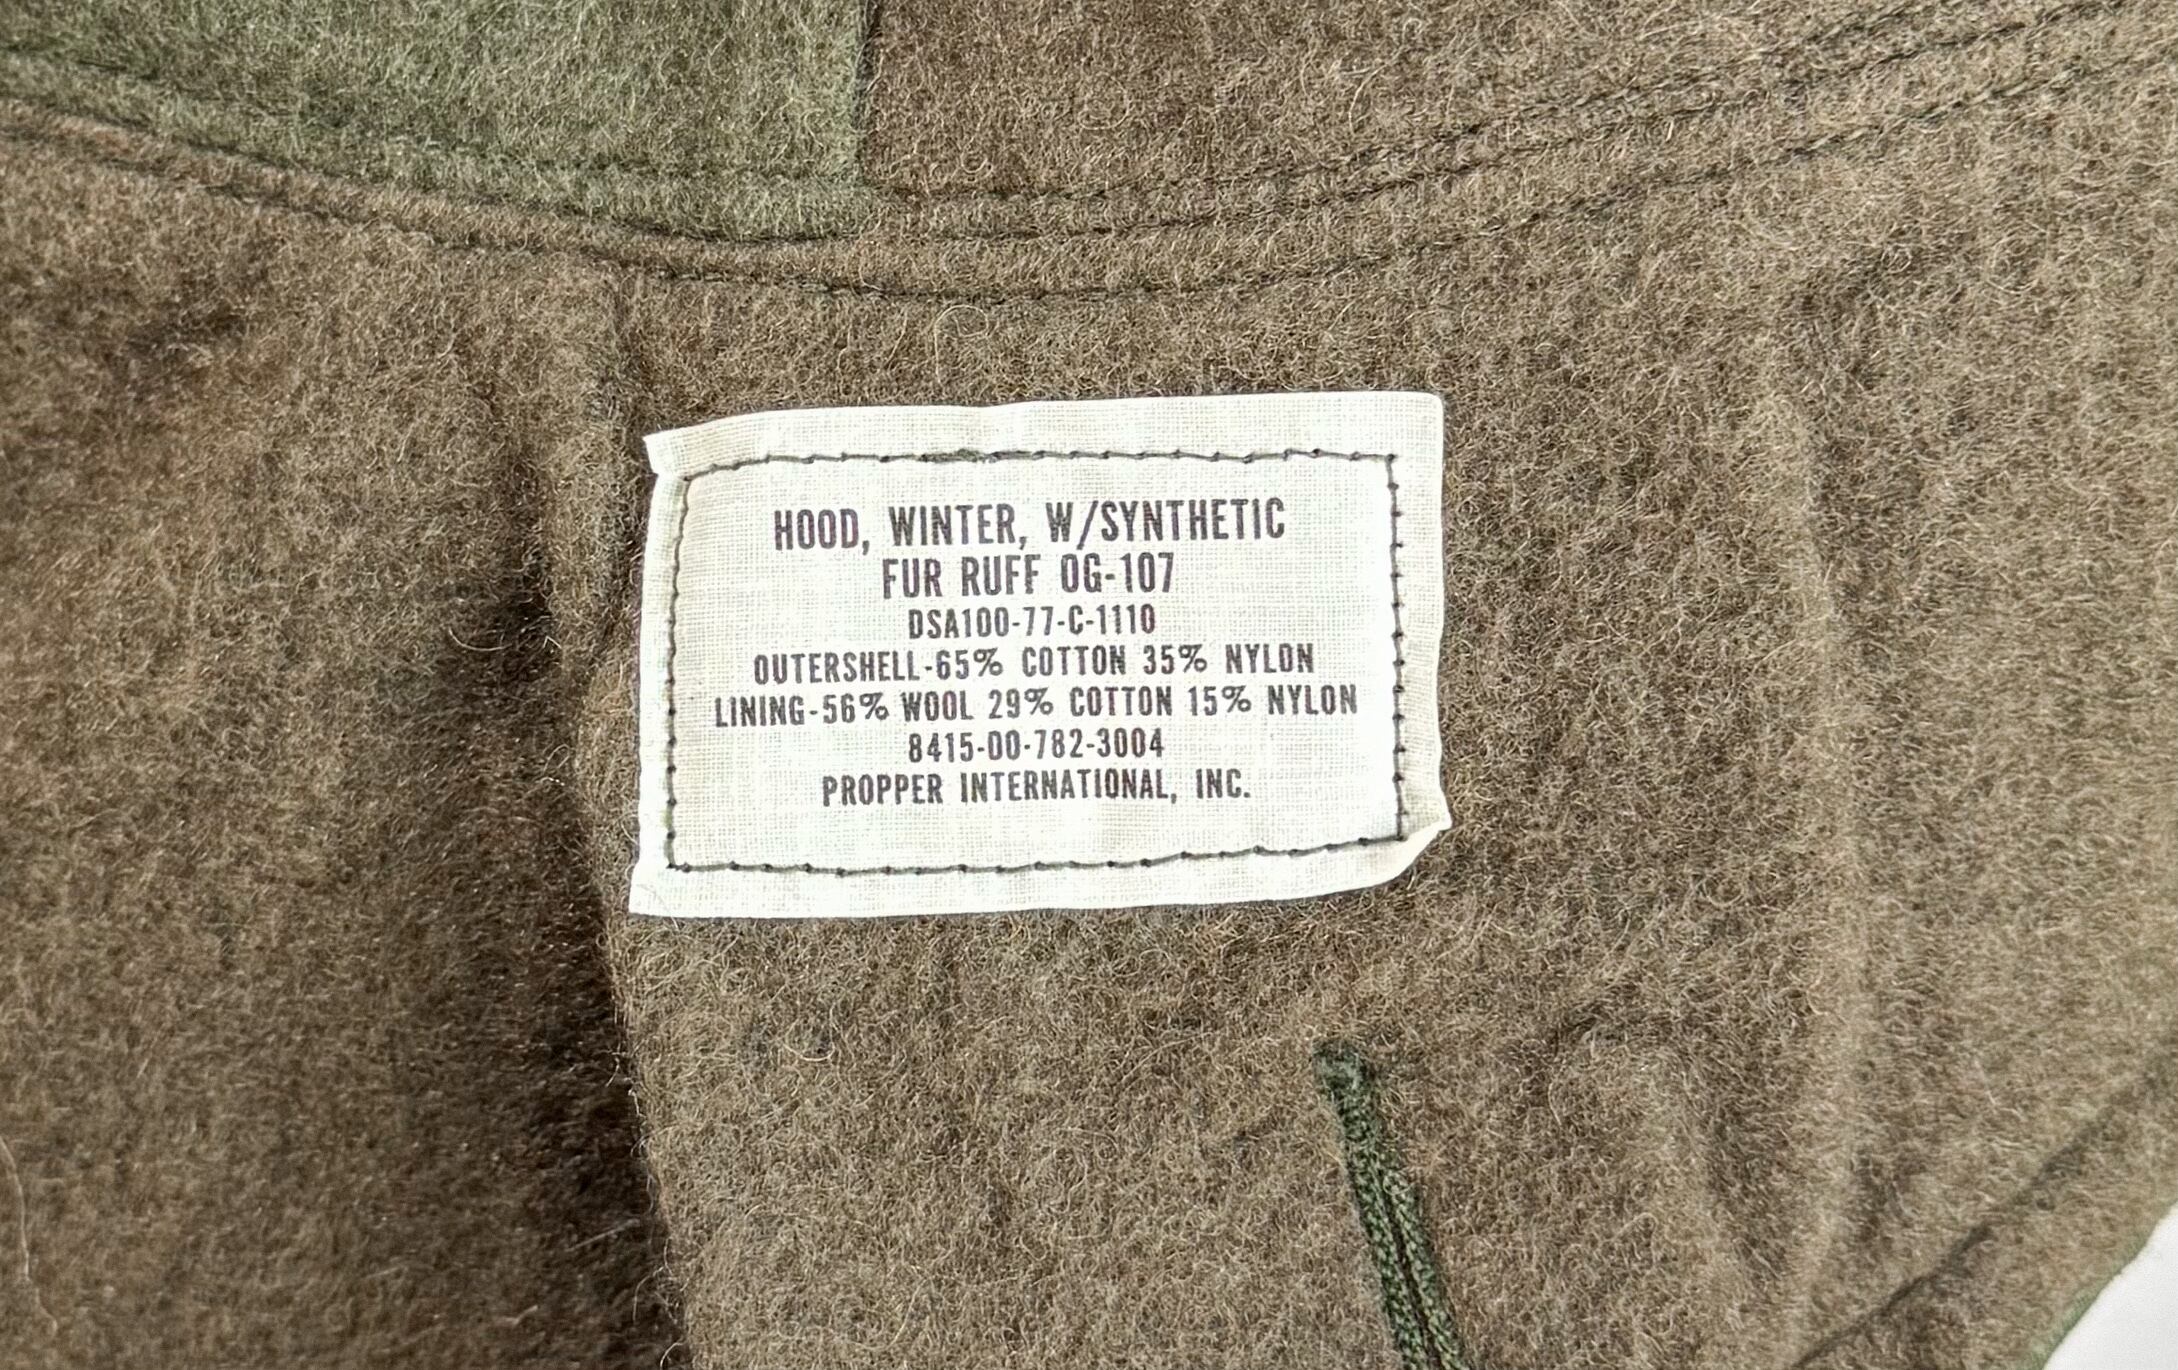 HOOD, WINTER, W/SYNTHETIC
FUR RUFF OG-107
DSA100-77-C-1110
OUTERSHELL-65% COTTON 35% NYLON
LINING-56% WOOL 29% COTTON 15% NYLON
8415-00-782-3004
PROPPER INTERNATIONAL, INC.